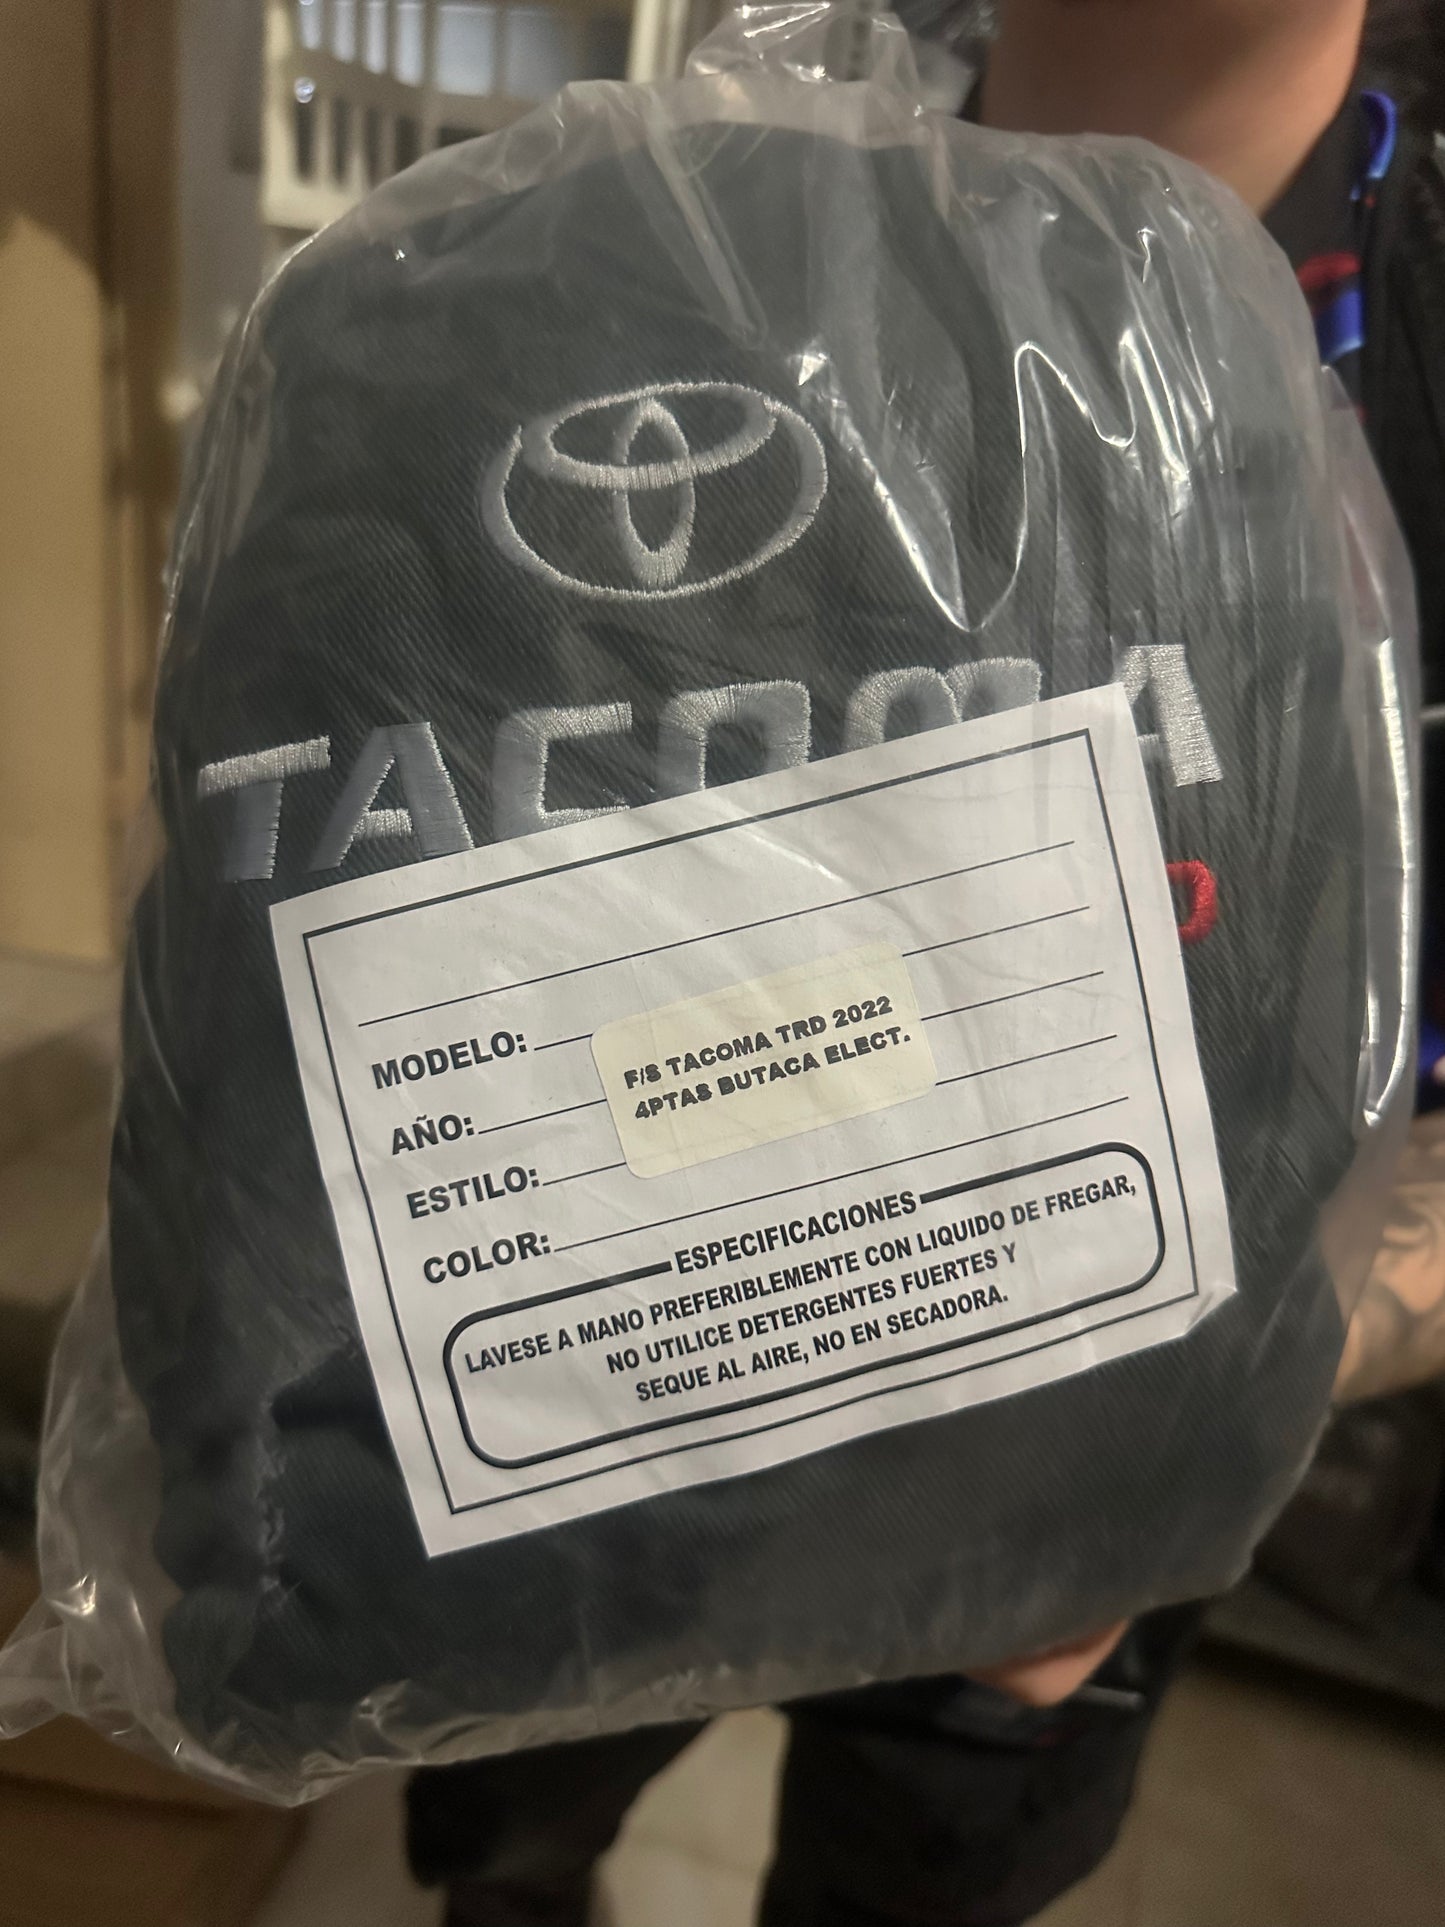 TACOMA
D
MODELO:
F/S TACOMA TRD 2022
4PTAS BUTACA ELECT.
AÑO:
ESTILO:
COLOR:
ESPECIFICACIONES
LAVESE A MANO PREFERIBLEMENTE CON LIQUIDO DE FREGAR,
NO UTILICE DETERGENTES FUERTES Y
SEQUE AL AIRE, NO EN SECADORA.